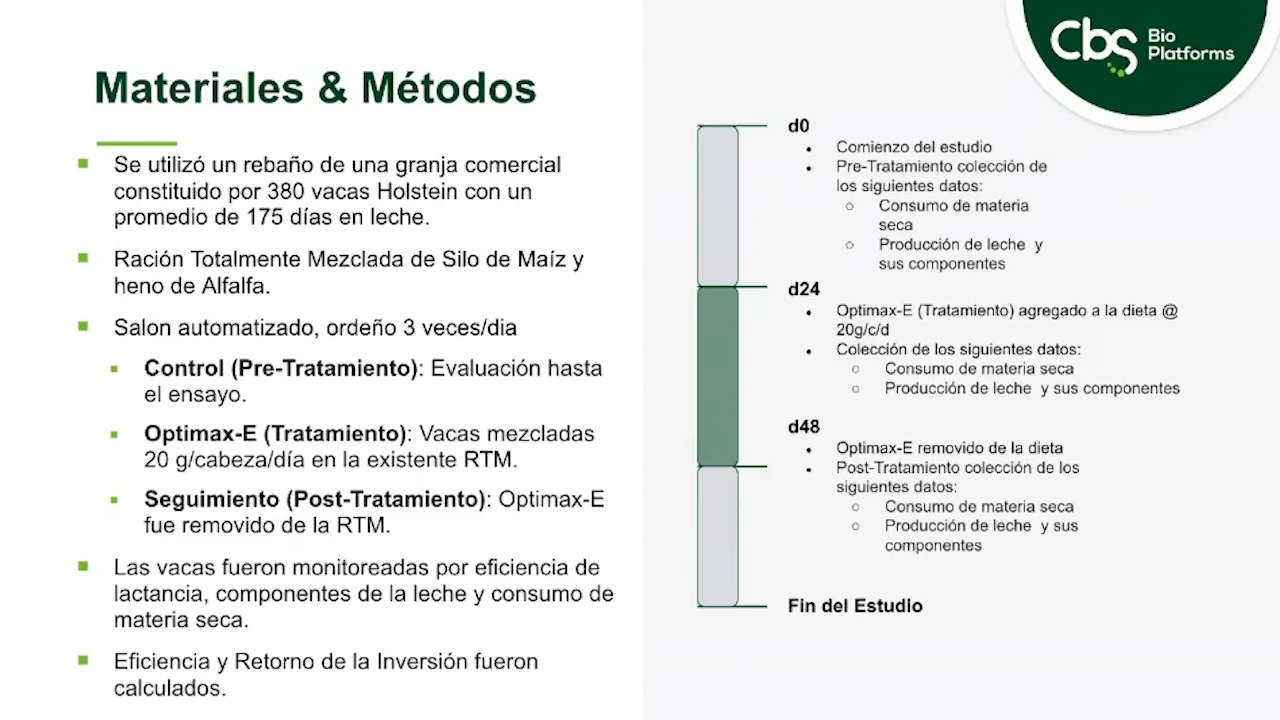 Materiales & Métodos
Se utilizó un rebaño de una granja comercial
constituido por 380 vacas Holstein con un
promedio de 175 días en leche.
Ración Totalmente Mezclada de Silo de Maíz y
heno de Alfalfa.
Salon automatizado, ordeño 3 veces/dia
Control (Pre-Tratamiento): Evaluación hasta
el ensayo.
Optimax-E (Tratamiento): Vacas mezcladas
20 g/cabeza/día en la existente RTM.
Seguimiento (Post-Tratamiento): Optimax-E
fue removido de la RTM.
Las vacas fueron monitoreadas por eficiencia de
lactancia, componentes de la leche y consumo de
materia seca.
Eficiencia y Retorno de la Inversión fueron
calculados.
Cbs Bio
Platforms
d0
Comienzo del estudio
Pre-Tratamiento colección de
los siguientes datos:
Consumo de materia
seca
Producción de leche y
sus componentes
d24
Optimax-E (Tratamiento) agregado a la dieta @
20g/c/d
Colección de los siguientes datos:
Consumo de materia seca
Producción de leche y sus componentes
d48
Optimax-E removido de la dieta
Post-Tratamiento colección de los
siguientes datos:
Consumo de materia seca
Producción de leche y sus
componentes
Fin del Estudio